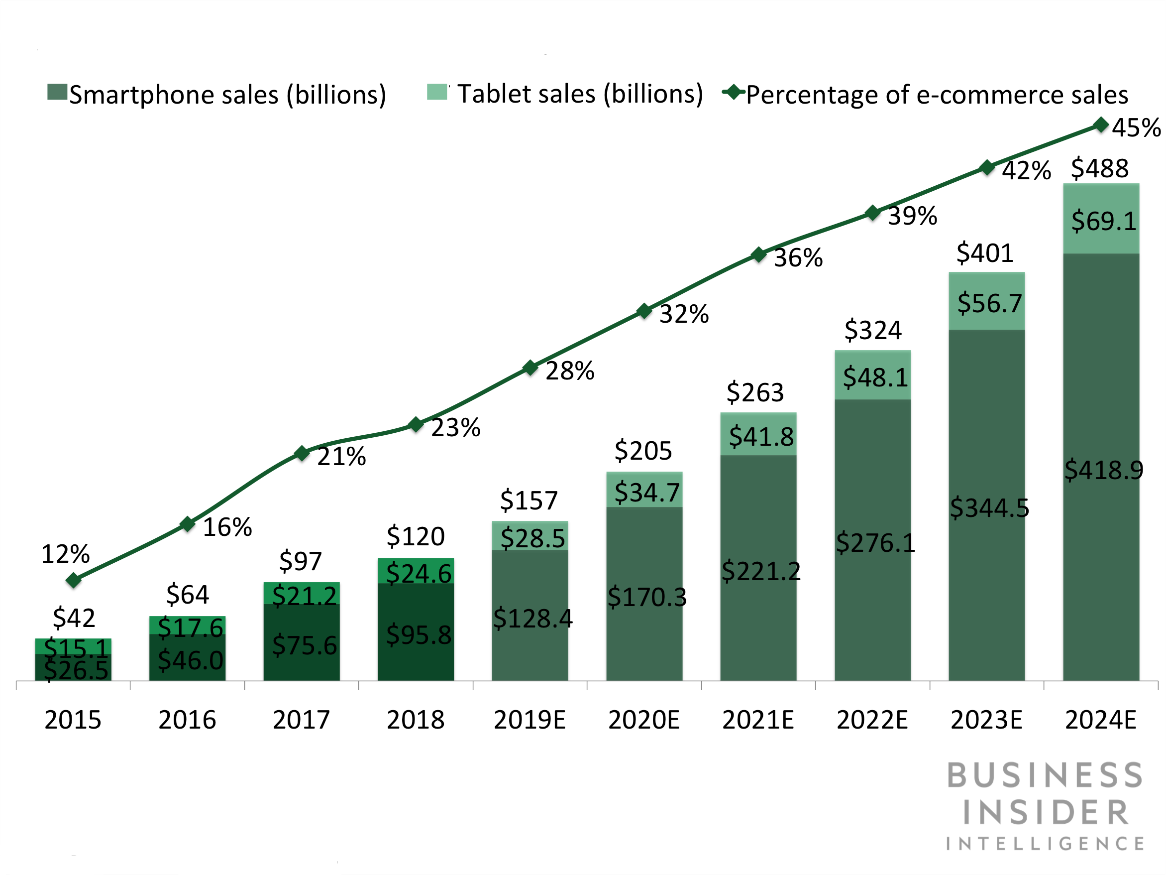 Smartphone sales (billions) Tablet sales (billions) Percentage of e-commerce sales
12% 16% 21% 23% 28% 32% 36% 39% 42% 45%
$42 $64 $97 $120 $157 $205 $263 $324 $401 $488
$15.1 $17.6 $21.2 $24.6 $28.5 $34.7 $41.8 $48.1 $56.7 $69.1
$26.5 $46.0 $75.6 $95.8 $128.4 $170.3 $221.2 $276.1 $344.5 $418.9
2015 2016 2017 2018 2019E 2020E 2021E 2022E 2023E 2024E
BUSINESS
INSIDER
INTELLIGENCE